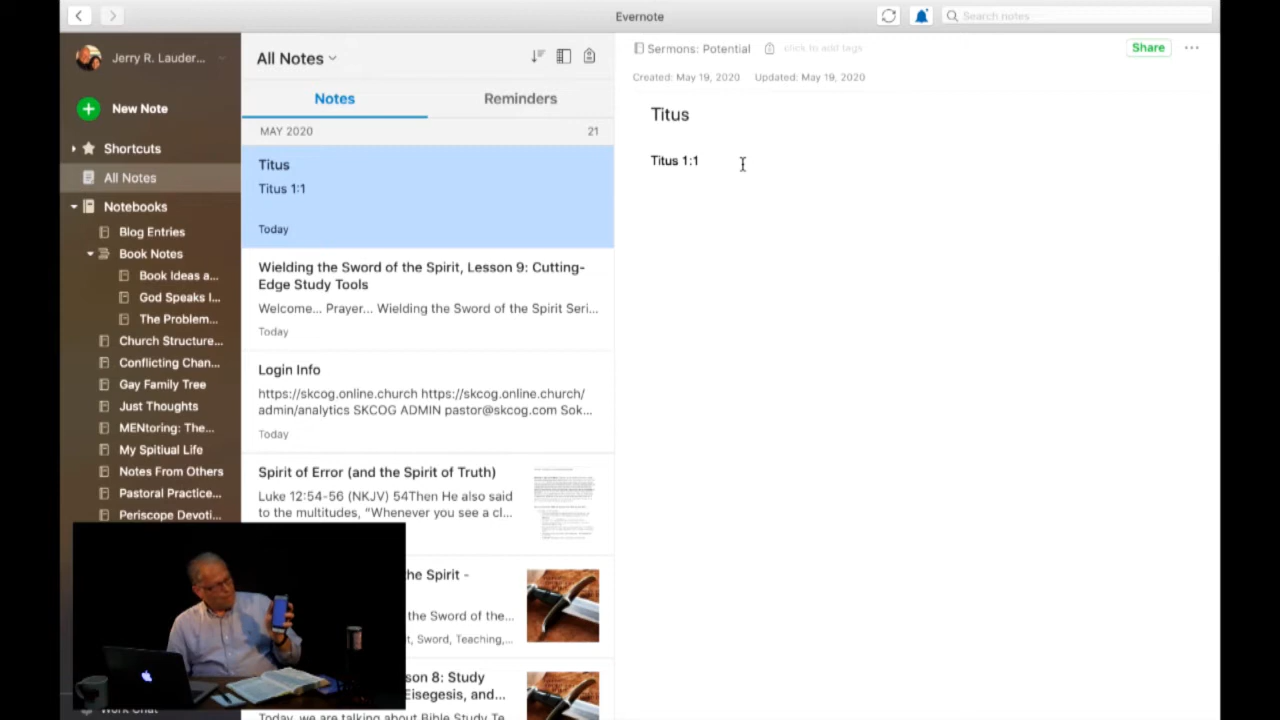 Evernote
Search notes
Jerry R. Lauder...
New Note
Shortcuts
All Notes
Notebooks
Blog Entries
Book Notes
Book Ideas a...
God Speaks I...
The Problem...
Church Structure...
Conflicting Chan...
Gay Family Tree
Just Thoughts
MENtoring: The...
My Spitiual Life
Notes From Others
Pastoral Practice...
Periscope Devoti...
Work Chat
All Notes
Notes
Reminders
MAY 2020
21
Titus
Titus 1:1
Today
Wielding the Sword of the Spirit, Lesson 9: Cutting-
Edge Study Tools
Welcome... Prayer... Wielding the Sword of the Spirit Seri...
Today
Login Info
https://skcog.online.church https://skcog.online.church/
admin/analytics SKCOG ADMIN pastor@skcog.com Sok...
Today
Spirit of Error (and the Spirit of Truth)
Luke 12:54-56 (NKJV) 54Then He also said
to the multitudes, “Whenever you see a cl...
he Spirit -
the Sword of the...
t, Sword, Teaching,...
son 8: Study
Eisegesis, and...
Today, we are talking about Bible Study Te
Sermons: Potential
click to add tags
Share
Created: May 19, 2020
Updated: May 19, 2020
Titus
Titus 1:1